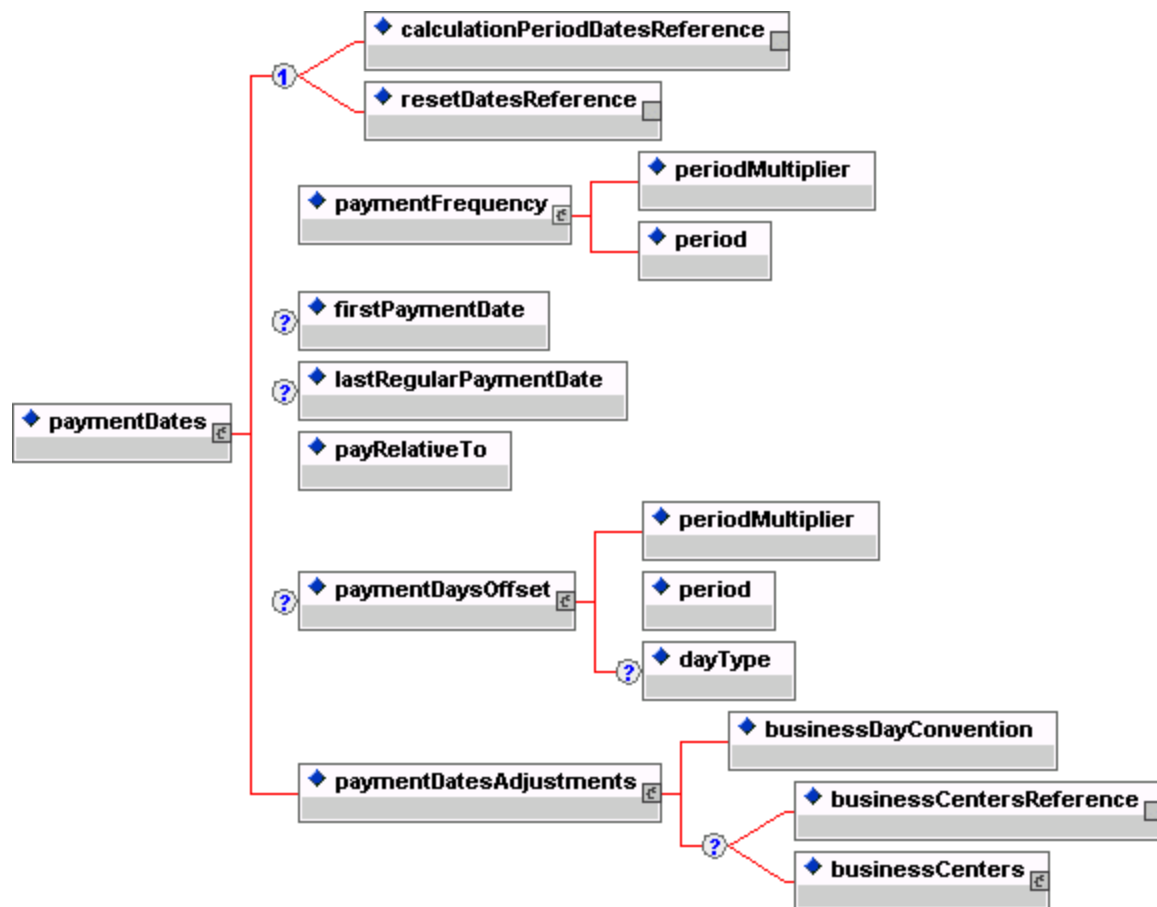 calculationPeriodDatesReference
1
resetDatesReference
periodMultiplier
paymentFrequency
period
? firstPaymentDate
? lastRegularPaymentDate
paymentDates
payRelativeTo
periodMultiplier
? paymentDaysOffset
period
? dayType
businessDayConvention
paymentDatesAdjustments
businessCentersReference
?
businessCenters